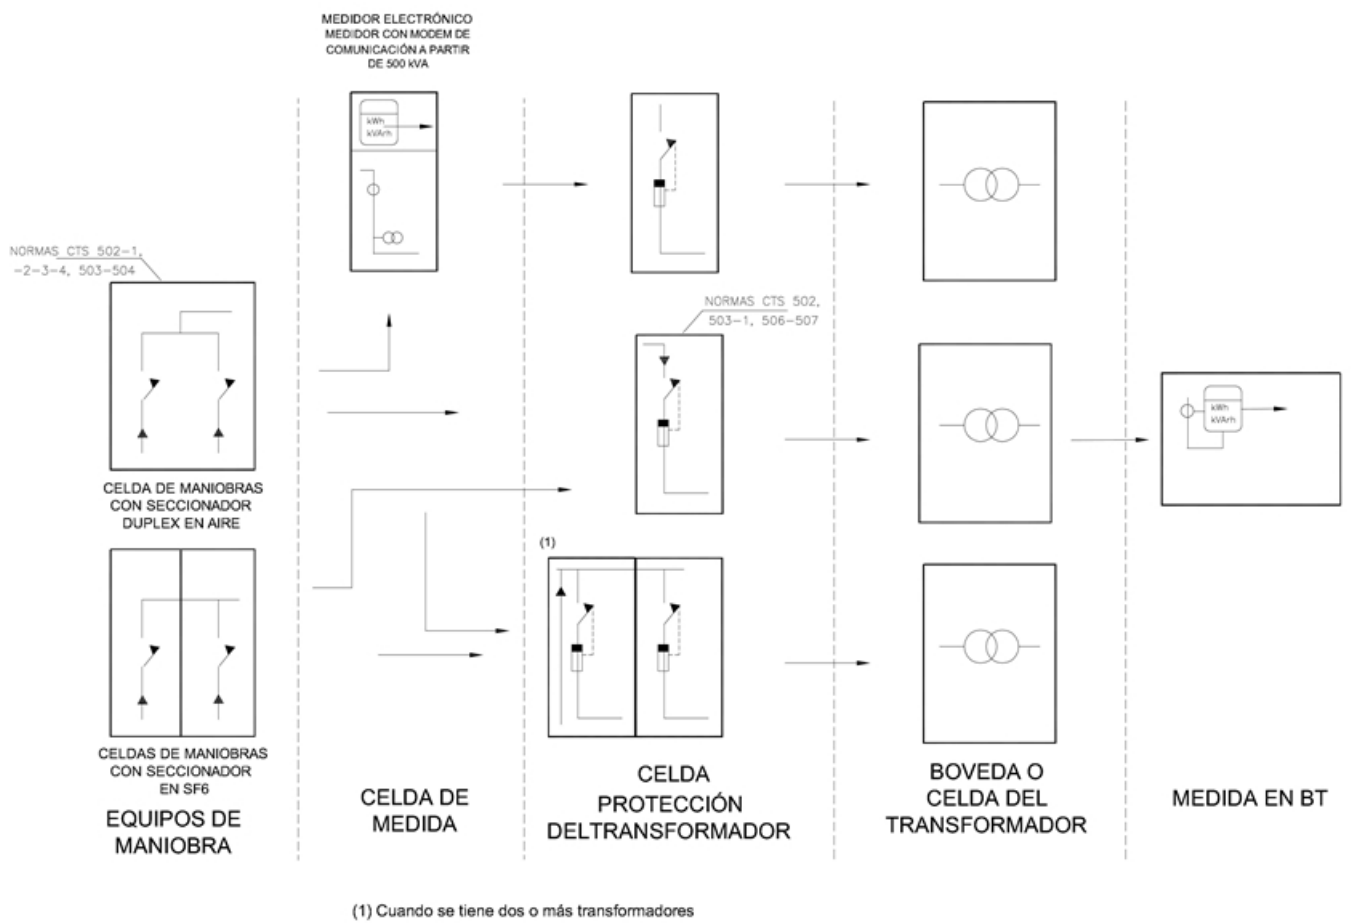 MEDIDOR ELECTRÓNICO
MEDIDOR CON MODEM DE
COMUNICACIÓN A PARTIR
DE 500 kVA
kWh
kVArh
NORMAS CTS 502-1,
-2-3-4, 503-504
NORMAS CTS 502,
503-1, 506-507
kWh
kVArh
CELDA DE MANIOBRAS
CON SECCIONADOR
DUPLEX EN AIRE
(1)
CELDAS DE MANIOBRAS
CON SECCIONADOR
EN SF6
EQUIPOS DE
MANIOBRA
CELDA DE
MEDIDA
CELDA
PROTECCIÓN
DELTRANSFORMADOR
BOVEDA O
CELDA DEL
TRANSFORMADOR
MEDIDA EN BT
(1) Cuando se tiene dos o más transformadores